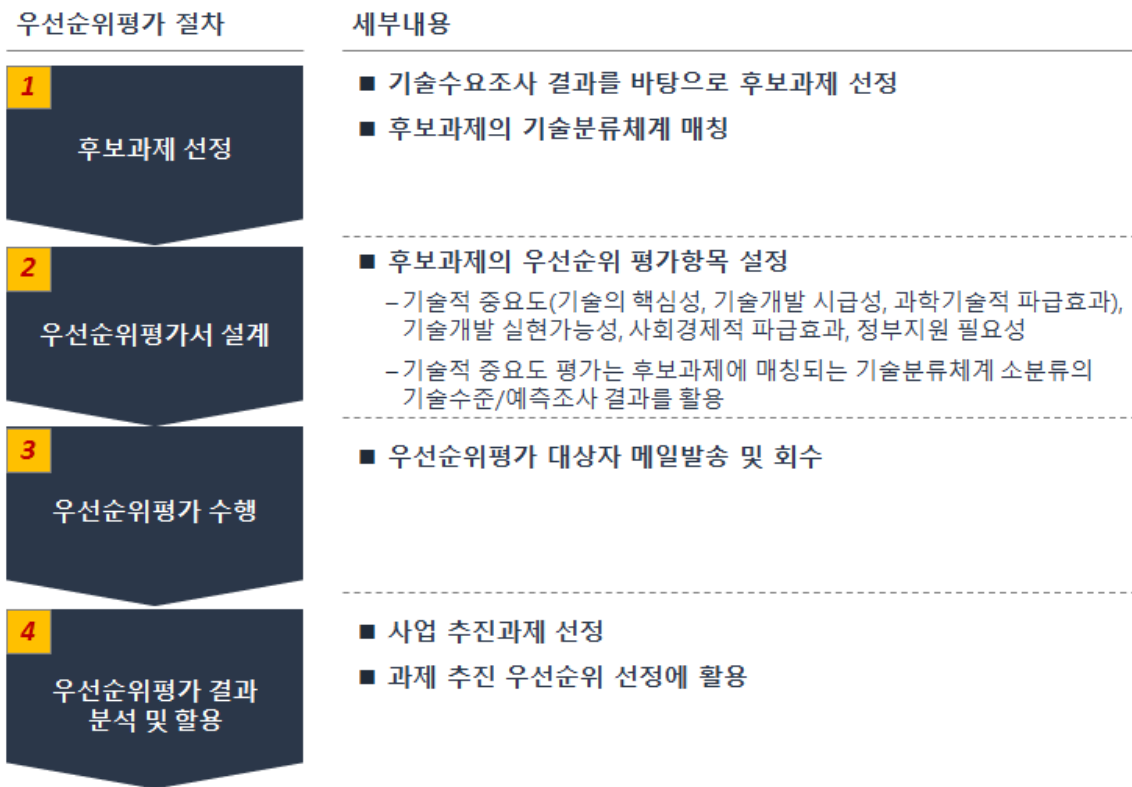 우선순위평가 절차
세부내용
1
후보과제 선정
■ 기술수요조사 결과를 바탕으로 후보과제 선정
■ 후보과제의 기술분류체계 매칭
2
우선순위평가서 설계
■ 후보과제의 우선순위 평가항목 설정
–기술적 중요도(기술의 핵심성, 기술개발 시급성, 과학기술적 파급효과),
기술개발 실현가능성, 사회경제적 파급효과, 정부지원 필요성
–기술적 중요도 평가는 후보과제에 매칭되는 기술분류체계 소분류의
기술수준/예측조사 결과를 활용
3
우선순위평가 수행
■ 우선순위평가 대상자 메일발송 및 회수
4
우선순위평가 결과
분석 및 할용
■ 사업 추진과제 선정
■ 과제 추진 우선순위 선정에 활용